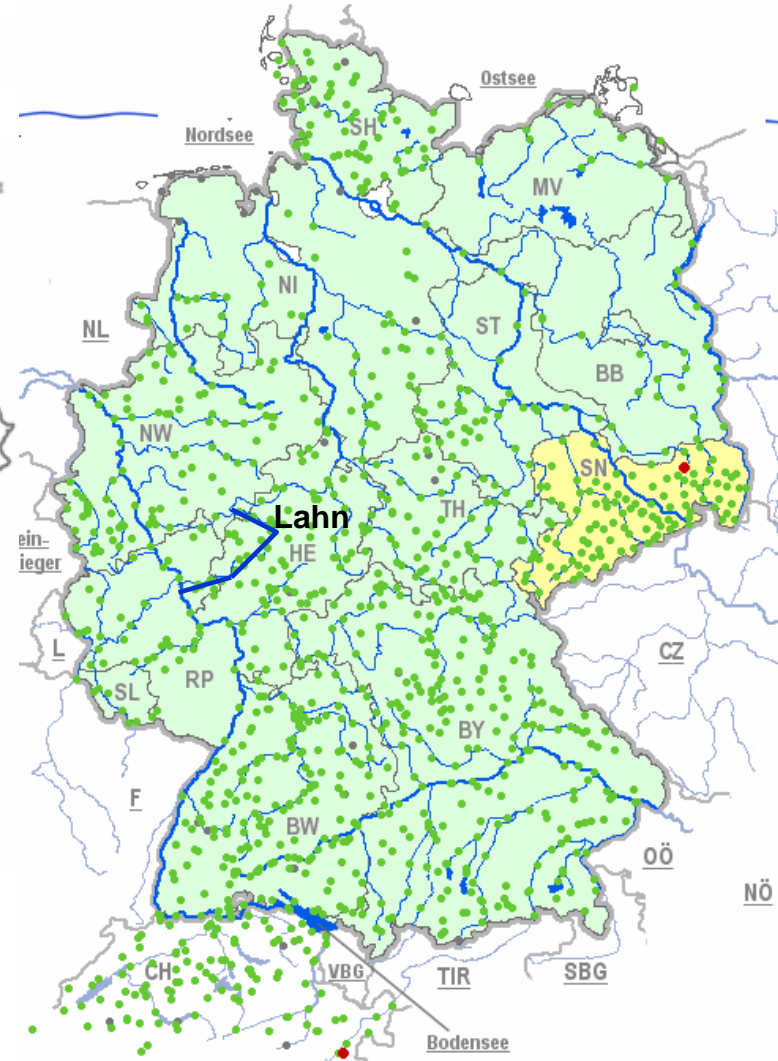 Ostsee
Nordsee
SH
MV
NI
NL
ST
BB
NW
SN
Lahn
TH
HE
ein-
ieger
L
RP
CZ
SL
BY
F
BW
OÖ
NÖ
CH
VBG
TIR
SBG
Bodensee